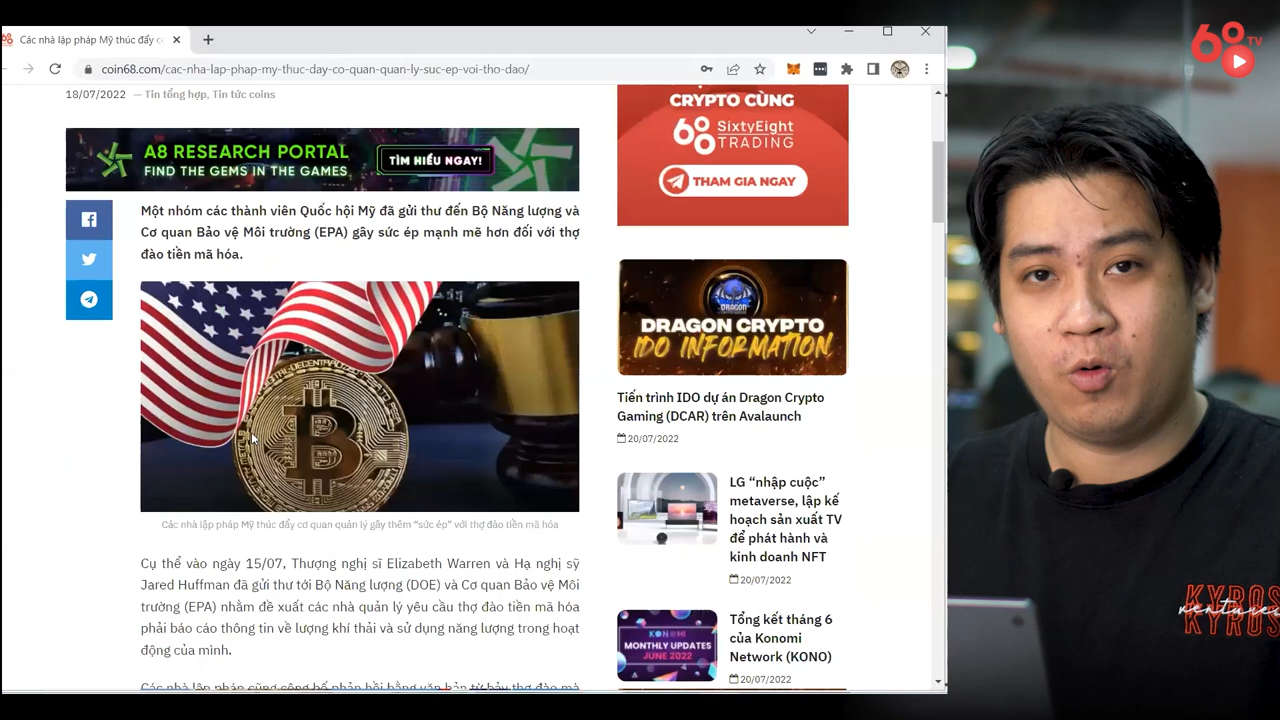 Các nhà lập pháp Mỹ thúc đẩy cơ
coin68.com/cac-nha-lap-phap-my-thuc-day-co-quan-quan-ly-suc-ep-voi-tho-dao/
18/07/2022 — Tin tổng hợp, Tin tức coins
A8 RESEARCH PORTAL
FIND THE GEMS IN THE GAMES
TÌM HIỂU NGAY!
Một nhóm các thành viên Quốc hội Mỹ đã gửi thư đến Bộ Năng lượng và
Cơ quan Bảo vệ Môi trường (EPA) gây sức ép mạnh mẽ hơn đối với thợ
đào tiền mã hóa.
Các nhà lập pháp Mỹ thúc đẩy cơ quan quản lý gây thêm “sức ép” với thợ đào tiền mã hóa
Cụ thể vào ngày 15/07, Thượng nghị sĩ Elizabeth Warren và Hạ nghị sỹ
Jared Huffman đã gửi thư tới Bộ Năng lượng (DOE) và Cơ quan Bảo vệ Môi
trường (EPA) nhằm đề xuất các nhà quản lý yêu cầu thợ đào tiền mã hóa
phải báo cáo thông tin về lượng khí thải và sử dụng năng lượng trong hoạt
động của mình.
CRYPTO CÙNG
68 SixtyEight
TRADING
THAM GIA NGAY
DRAGON
DRAGON CRYPTO
IDO INFORMATION
Tiến trình IDO dự án Dragon Crypto
Gaming (DCAR) trên Avalaunch
20/07/2022
LG “nhập cuộc”
metaverse, lập kế
hoạch sản xuất TV
để phát hành và
kinh doanh NFT
20/07/2022
KONOMI
MONTHLY UPDATES
JUNE 2022
Tổng kết tháng 6
của Konomi
Network (KONO)
20/07/2022
68 TV
KYROS
ventures
KYROS